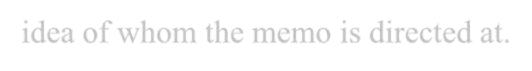 idea of whom the memo is directed at.